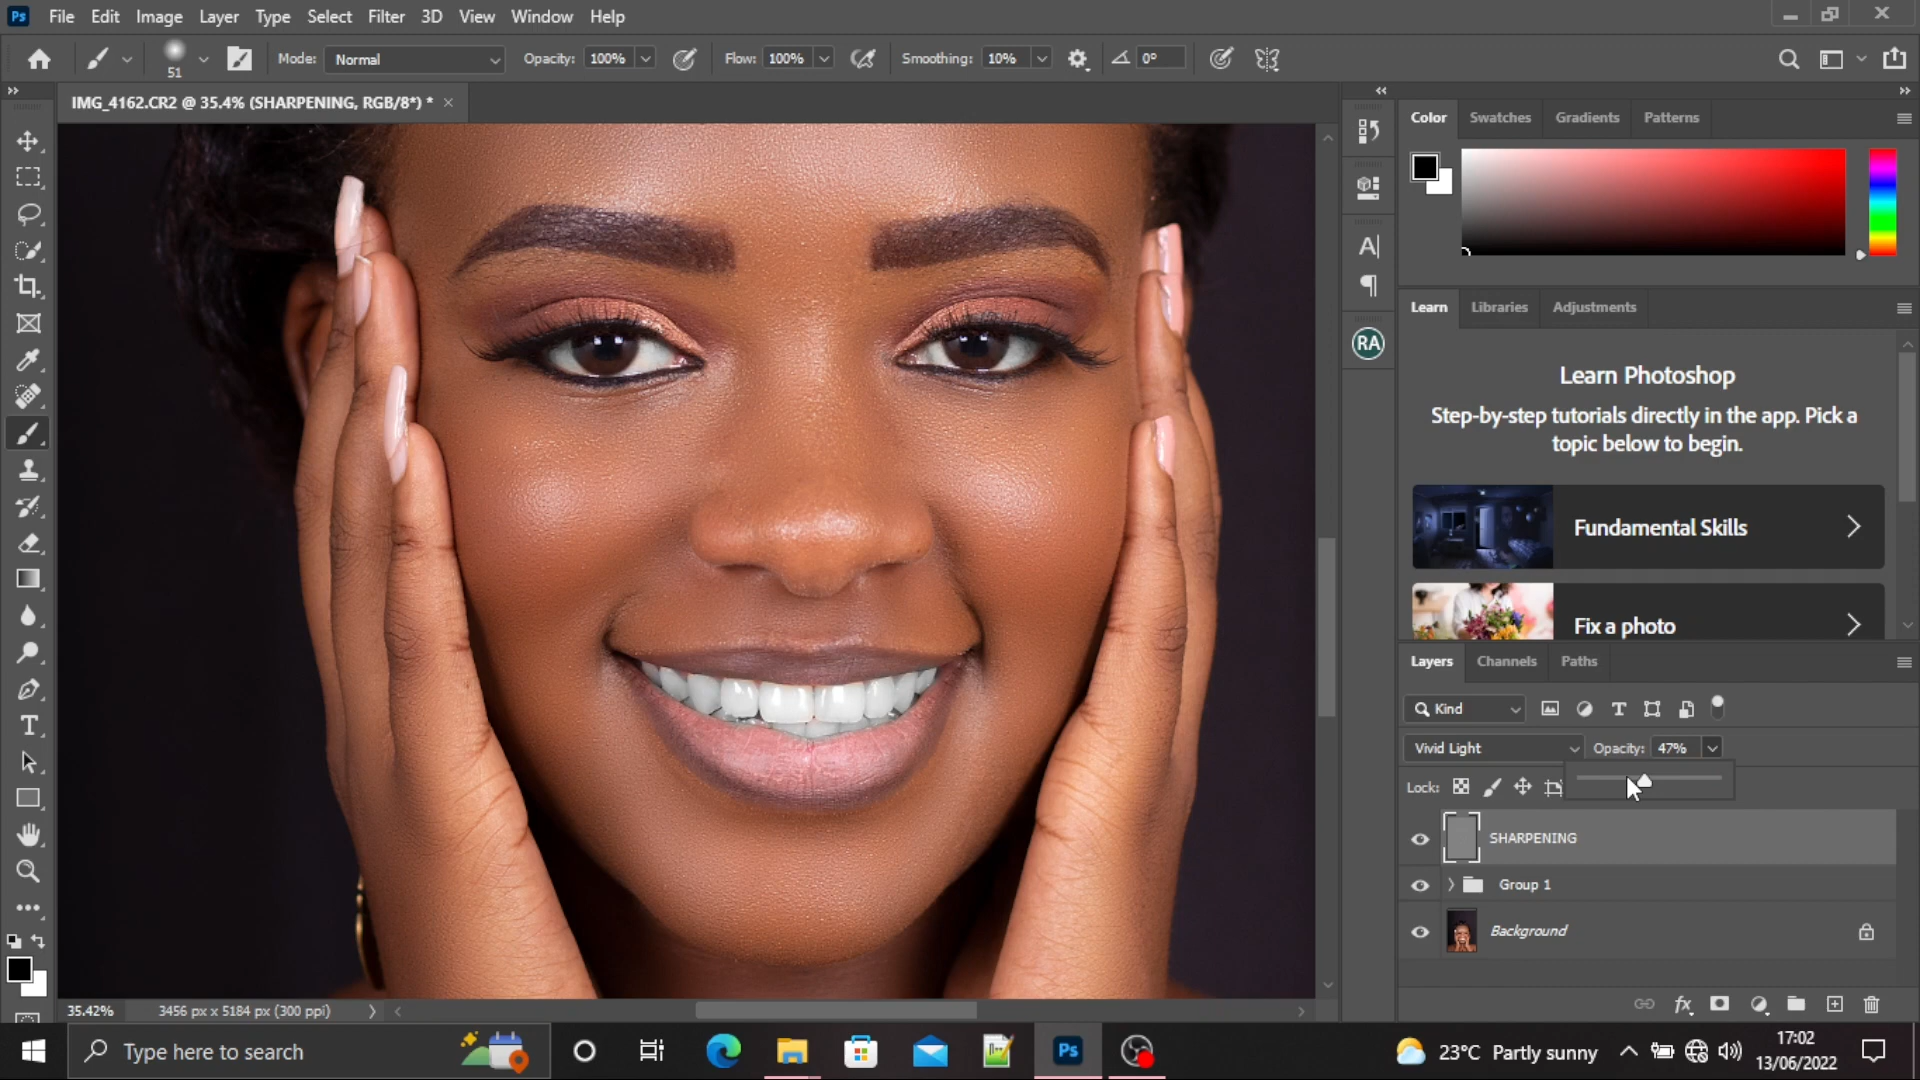 Ps File Edit Image Layer Type Select Filter 3D View Window Help
51 Mode: Normal Opacity: 100% Flow: 100% Smoothing: 10% 0°
IMG_4162.CR2 @ 35.4% (SHARPENING, RGB/8*) * ×
Color Swatches Gradients Patterns
RA
Learn Libraries Adjustments
Learn Photoshop
Step-by-step tutorials directly in the app. Pick a
topic below to begin.
Fundamental Skills
Fix a photo
Layers Channels Paths
Kind
Vivid Light Opacity: 47%
Lock:
SHARPENING
Group 1
Background
35.42% 3456 px x 5184 px (300 ppi)
Type here to search
Ps
23°C Partly sunny
17:02
13/06/2022